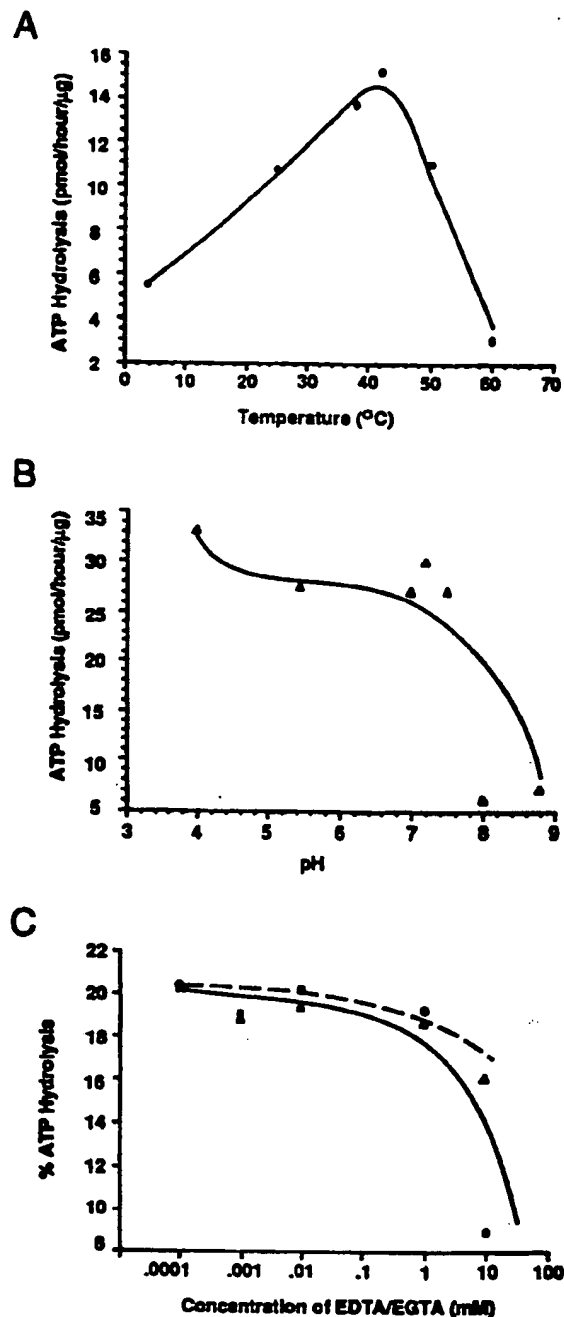 A
ATP Hydrolysis (pmol/hour/µg)
16
14
12
10
8
6
4
2
0 10 20 30 40 50 60 70
Temperature (°C)
B
ATP Hydrolysis (pmol/hour/µg)
35
30
25
20
15
10
5
3 4 5 6 7 8 9
pH
C
% ATP Hydrolysis
22
20
18
16
14
12
10
8
.0001 .001 .01 .1 1 10 100
Concentration of EDTA/EGTA (mM)